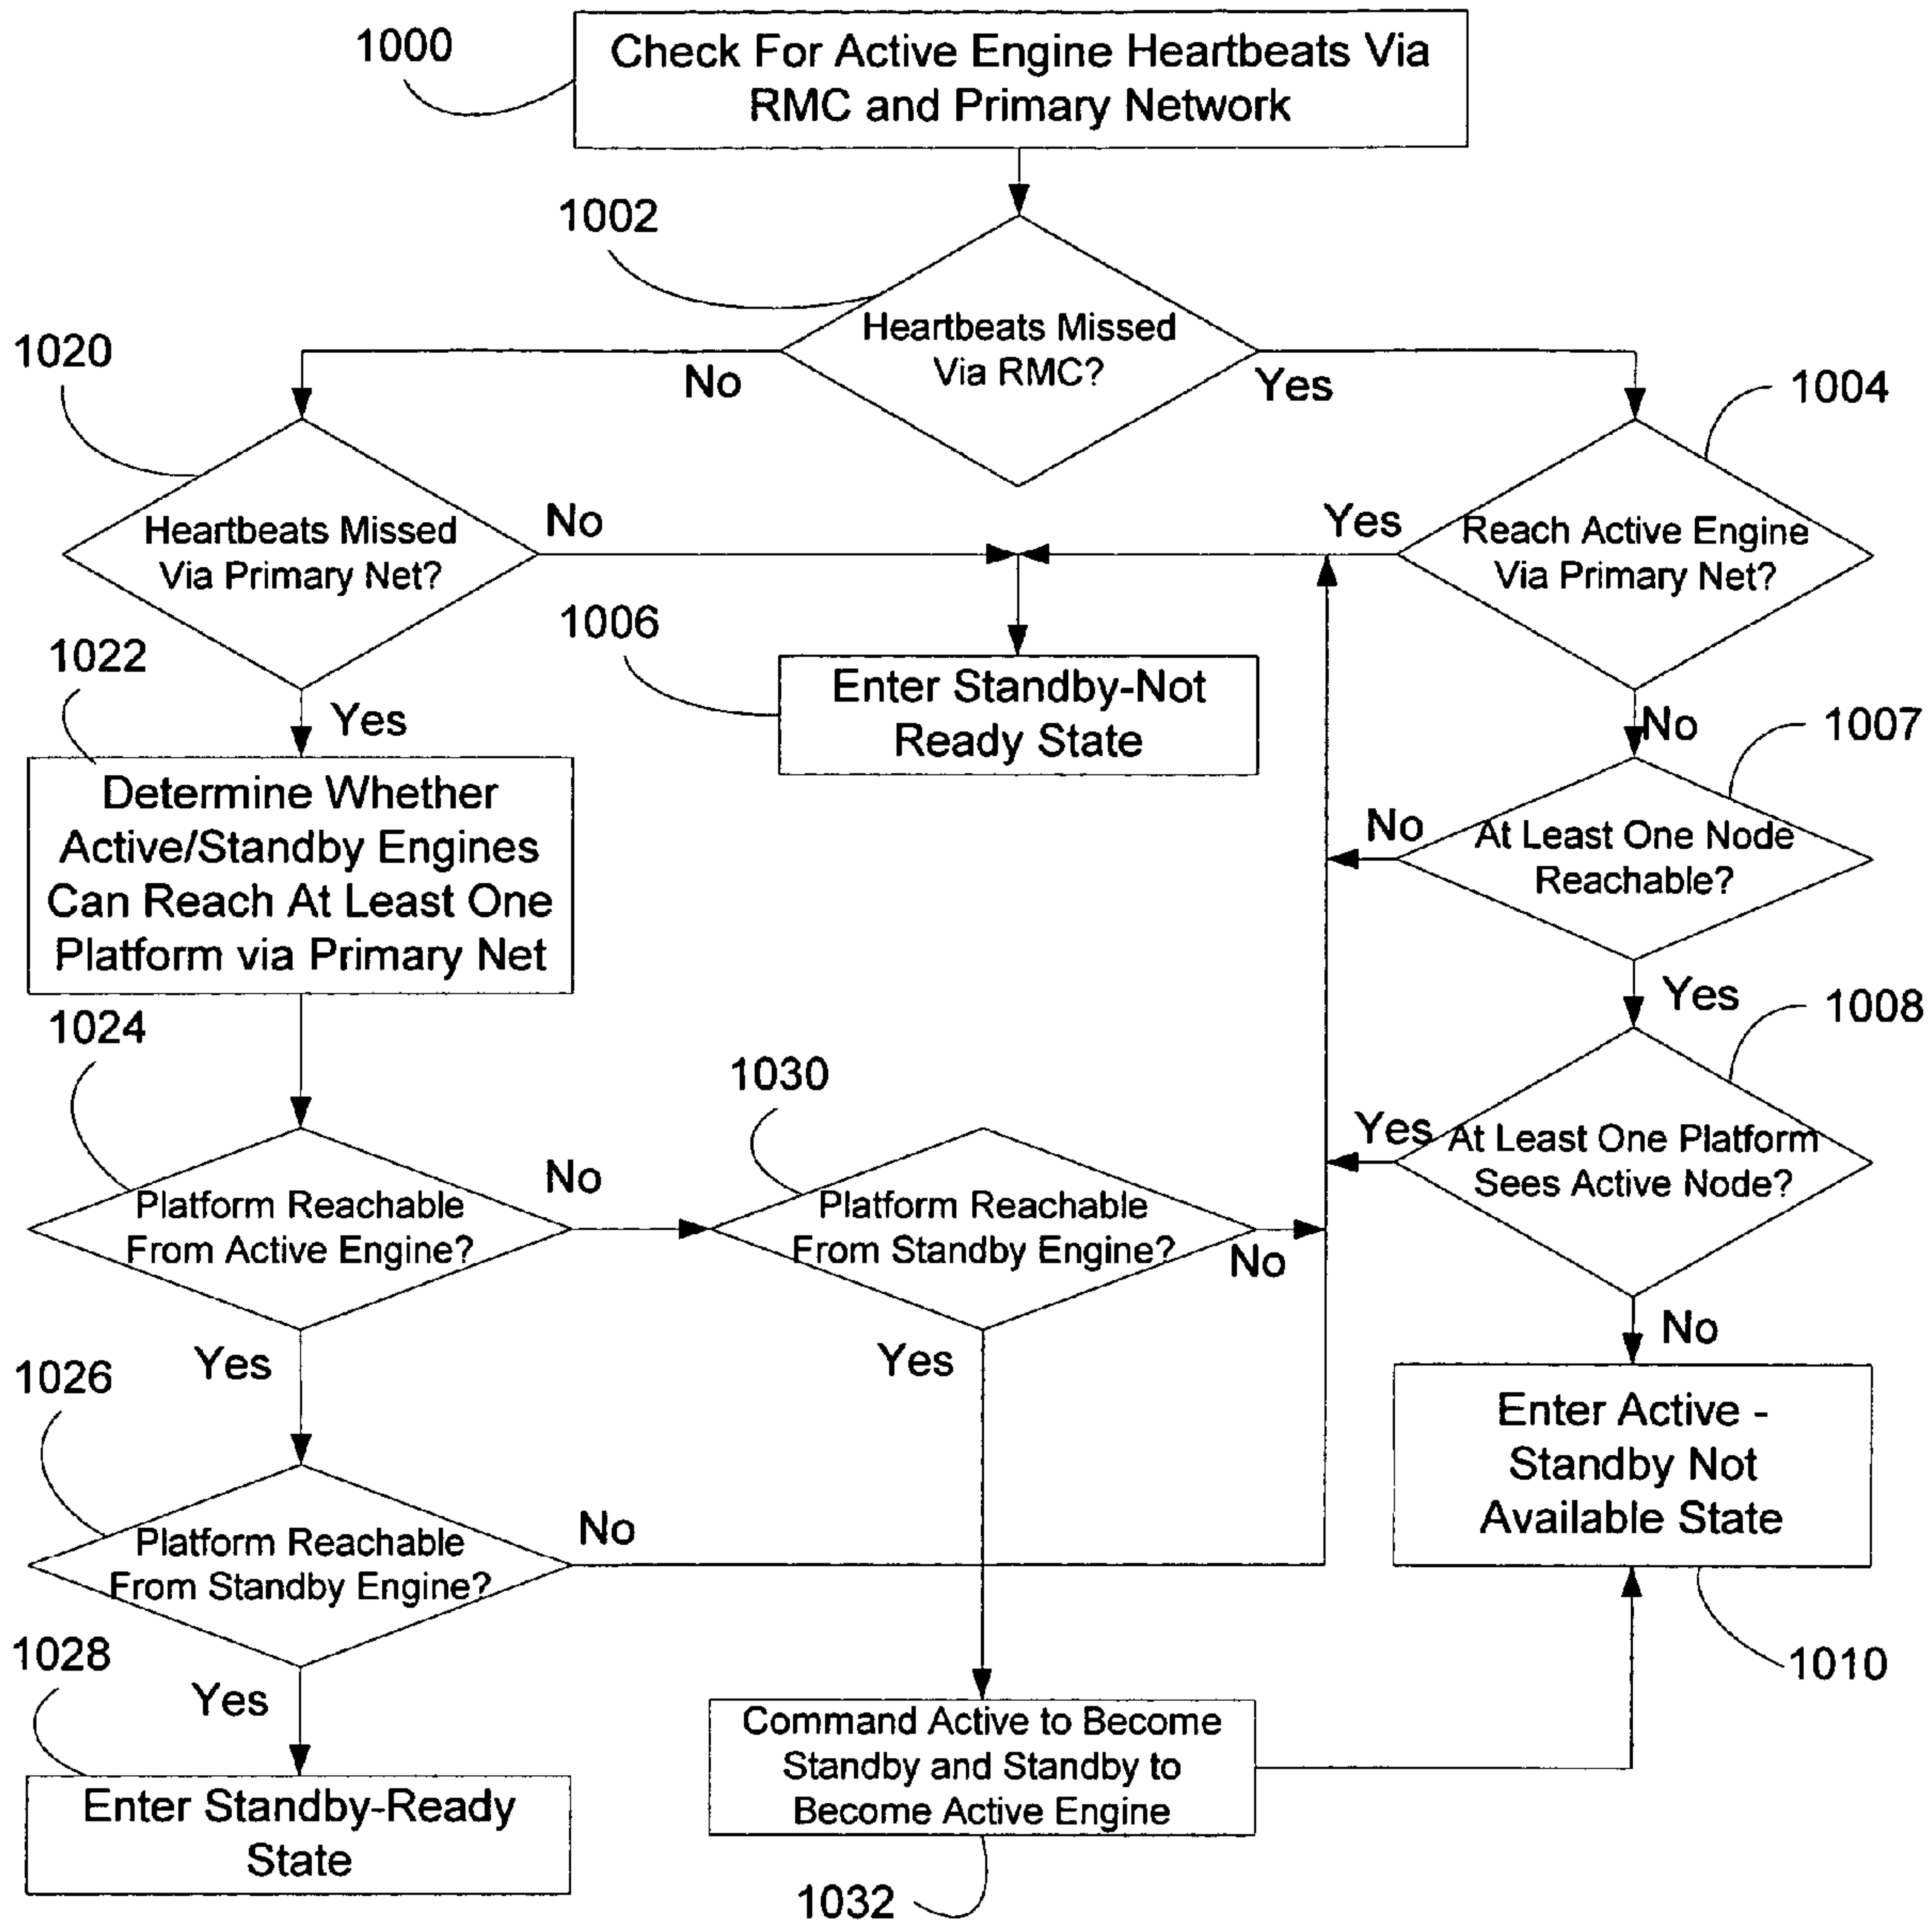 1000
Check For Active Engine Heartbeats Via
RMC and Primary Network
1002
Heartbeats Missed
Via RMC?
No
Yes
1020
1004
Heartbeats Missed
Via Primary Net?
No
Yes
Reach Active Engine
Via Primary Net?
Yes
No
1006
Enter Standby-Not
Ready State
1022
Determine Whether
Active/Standby Engines
Can Reach At Least One
Platform via Primary Net
1007
At Least One Node
Reachable?
No
Yes
1008
At Least One Platform
Sees Active Node?
Yes
No
1024
Platform Reachable
From Active Engine?
No
Yes
1030
Platform Reachable
From Standby Engine?
No
Yes
1026
Platform Reachable
From Standby Engine?
No
Yes
Enter Active -
Standby Not
Available State
1010
1028
Enter Standby-Ready
State
Command Active to Become
Standby and Standby to
Become Active Engine
1032